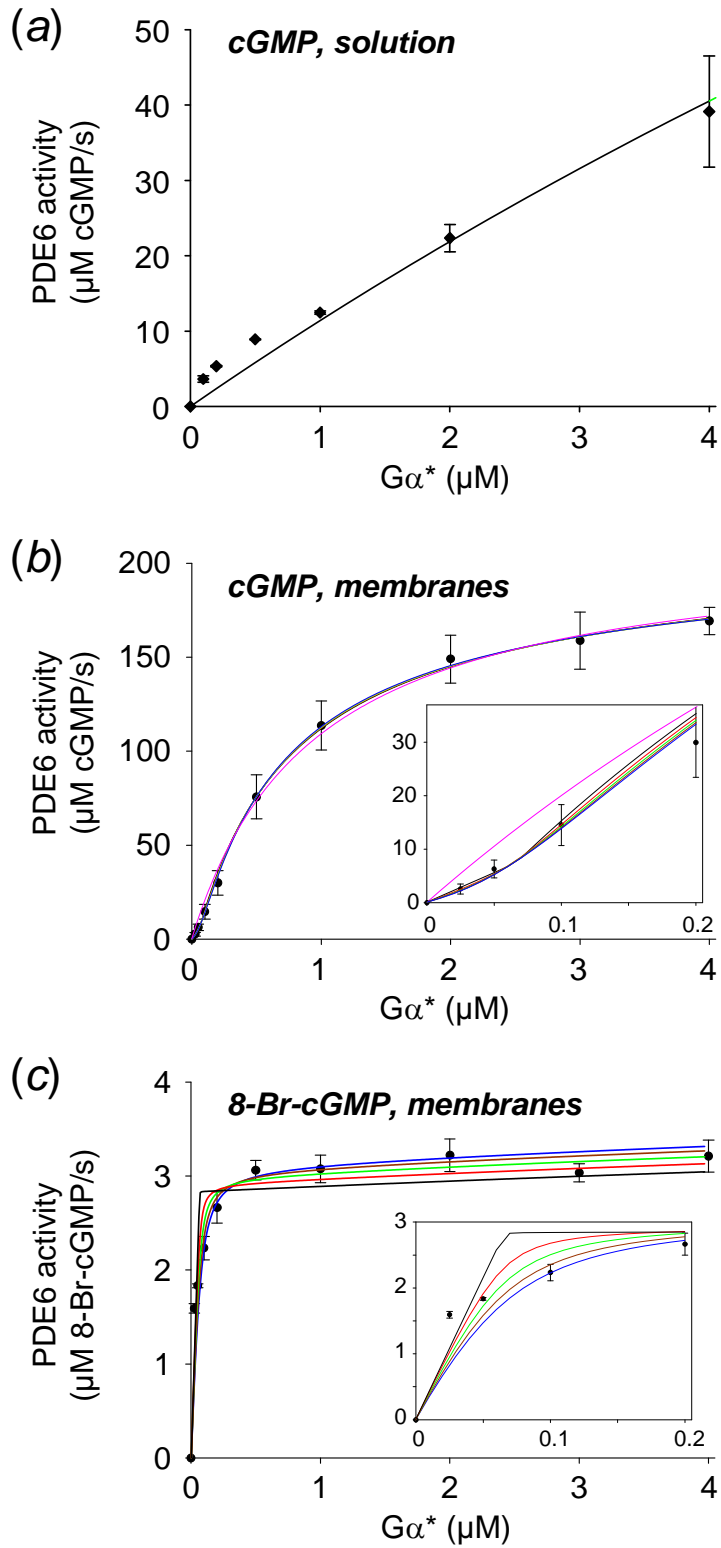 (a)
cGMP, solution
PDE6 activity
(µM cGMP/s)
50
40
30
20
10
0
0 1 2 3 4
Gα* (µM)
(b)
cGMP, membranes
PDE6 activity
(µM cGMP/s)
200
150
100
50
0
30
20
10
0
0 0.1 0.2
0 1 2 3 4
Gα* (µM)
(c)
8-Br-cGMP, membranes
PDE6 activity
(µM 8-Br-cGMP/s)
4
3
2
1
0
3
2
1
0
0 0.1 0.2
0 1 2 3 4
Gα* (µM)